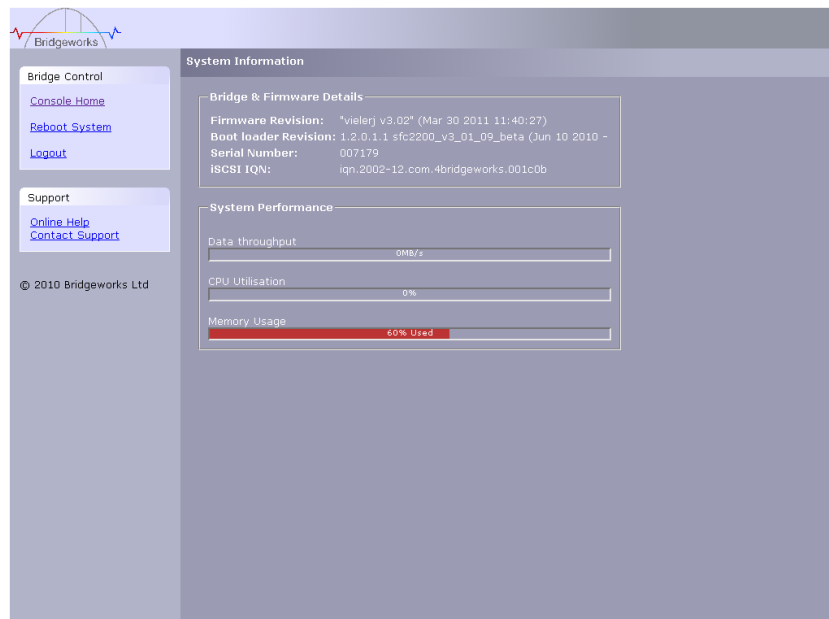 Bridgeworks
System Information
Bridge Control
Console Home
Reboot System
Logout
Support
Online Help
Contact Support
© 2010 Bridgeworks Ltd
Bridge & Firmware Details
Firmware Revision: "vielerj v3.02" (Mar 30 2011 11:40:27)
Boot loader Revision: 1.2.0.1.1 sfc2200_v3_01_09_beta (Jun 10 2010 -
Serial Number: 007179
iSCSI IQN: iqn.2002-12.com.4bridgeworks.001c0b
System Performance
Data throughput
0MB/s
CPU Utilisation
0%
Memory Usage
60% Used